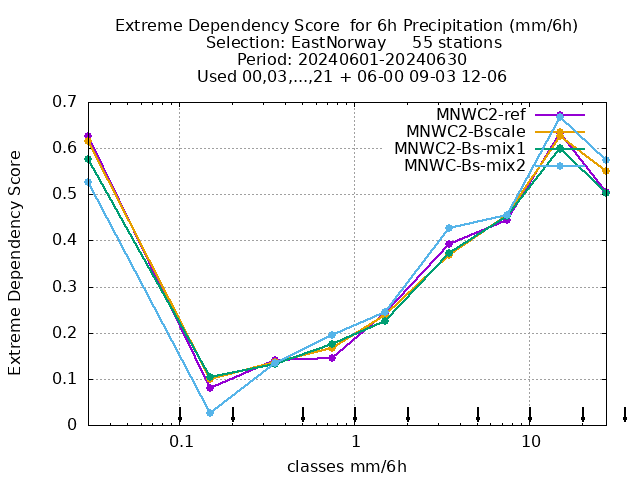 Extreme Dependency Score  for 6h Precipitation (mm/6h)
Selection: EastNorway     55 stations
Period: 20240601-20240630
Used 00,03,...,21 + 06-00 09-03 12-06
MNWC2-ref
MNWC2-Bscale
MNWC2-Bs-mix1
MNWC-Bs-mix2
Extreme Dependency Score
0.7
0.6
0.5
0.4
0.3
0.2
0.1
0
0.1 1 10
classes mm/6h